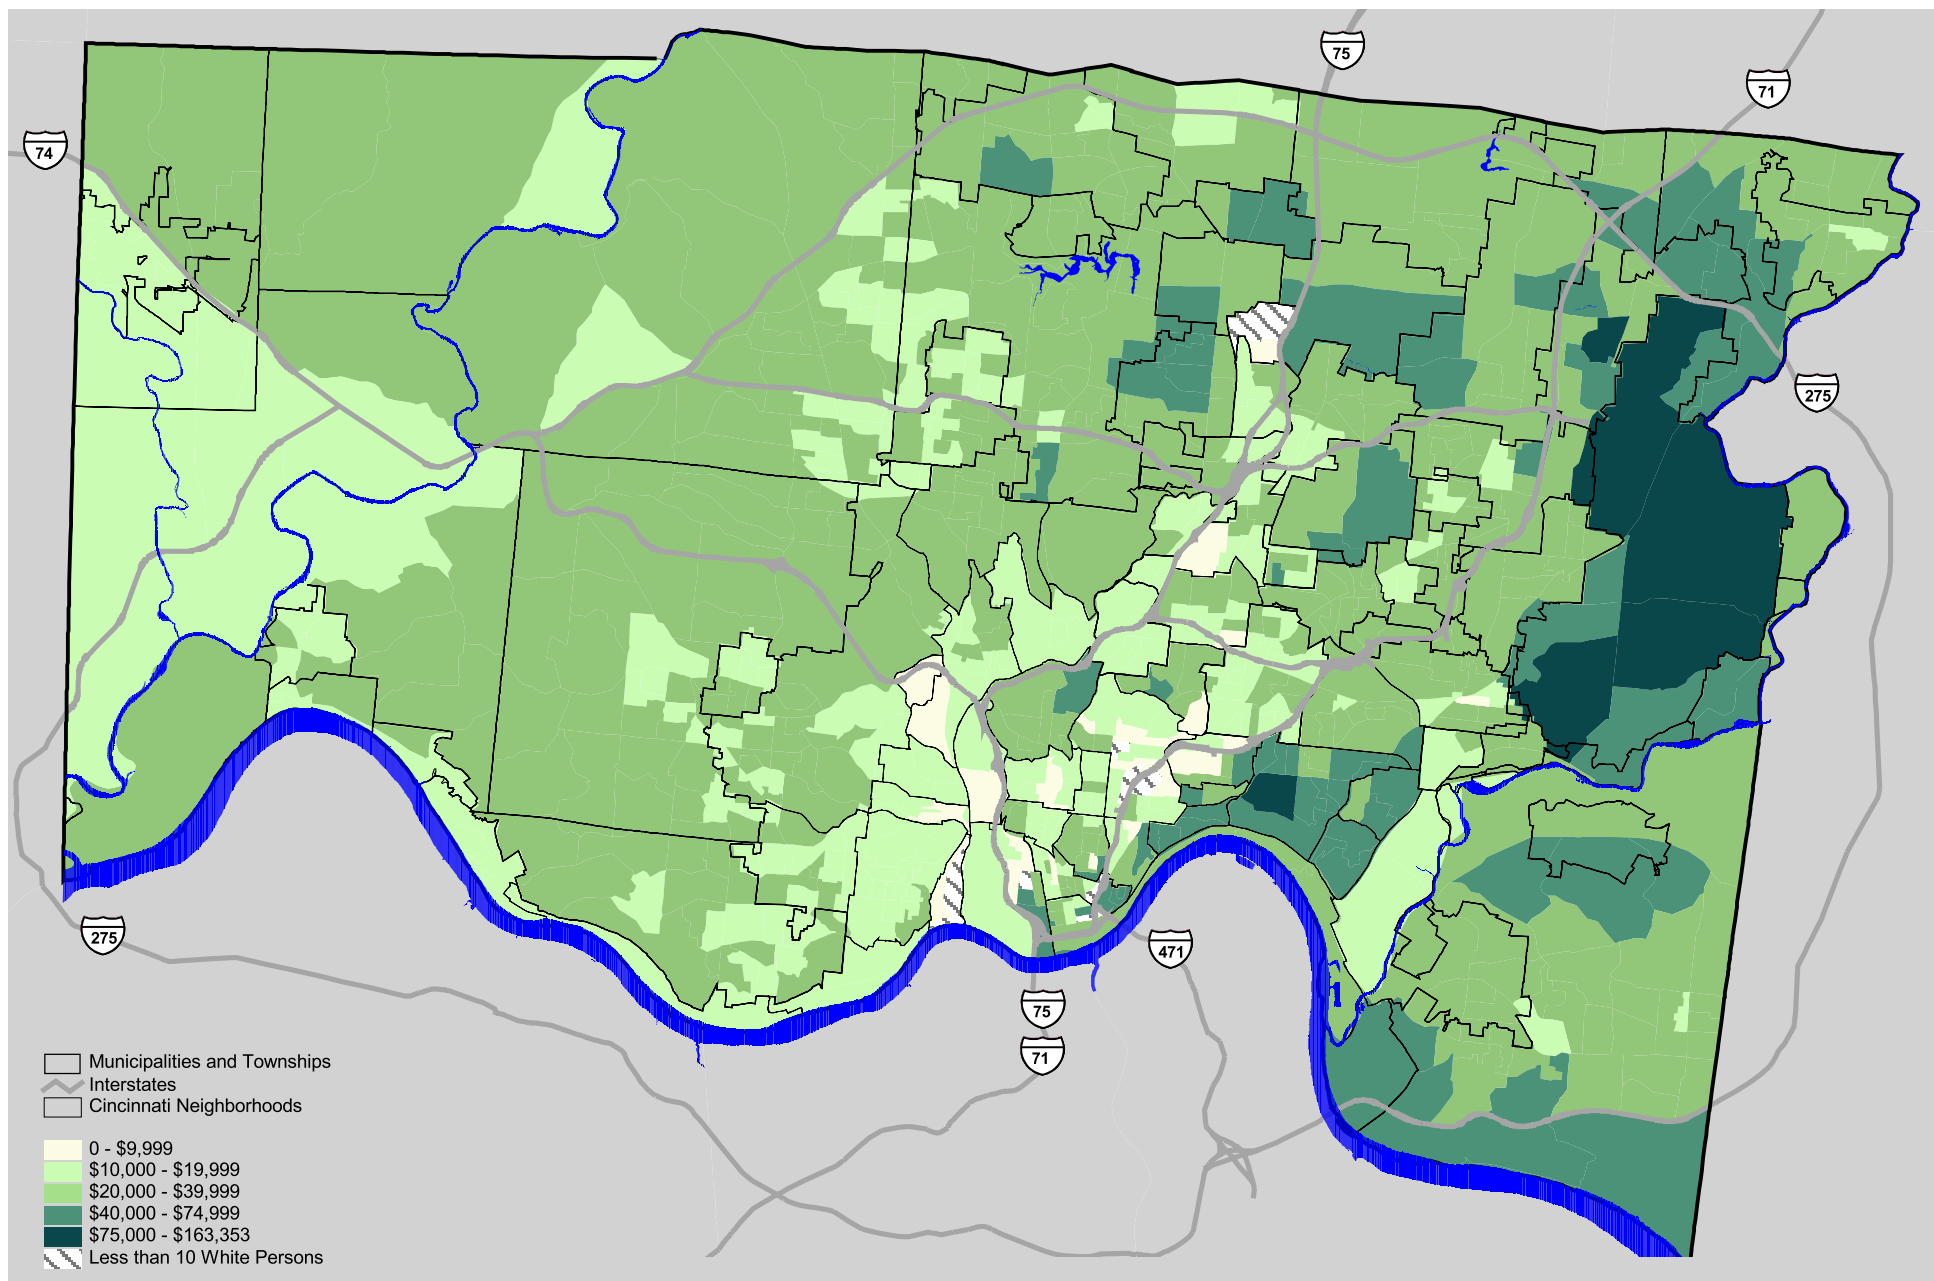 75
71
74
275
275
471
75
71
Municipalities and Townships
Interstates
Cincinnati Neighborhoods
0 - $9,999
$10,000 - $19,999
$20,000 - $39,999
$40,000 - $74,999
$75,000 - $163,353
Less than 10 White Persons